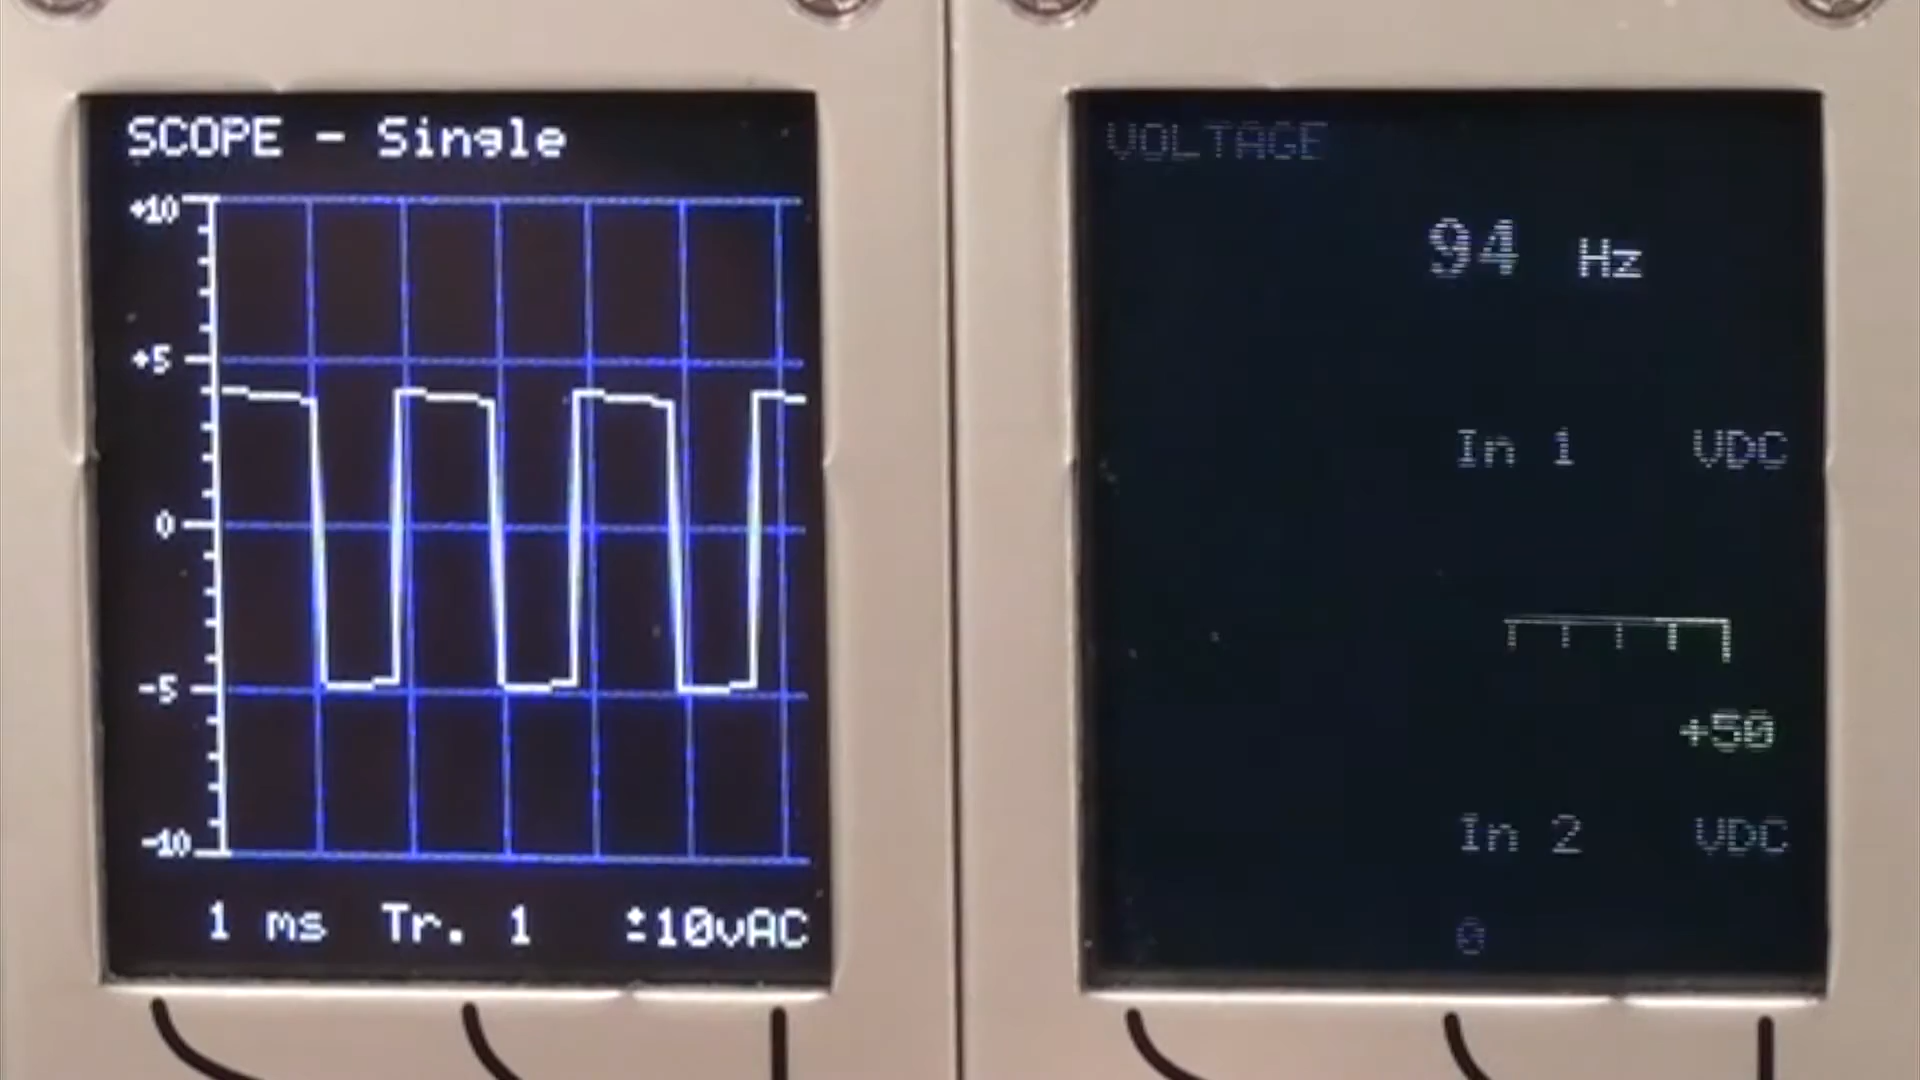 SCOPE - Single
+10
+5
0
-5
-10
1 ms Tr. 1 ±10vAC
VOLTAGE
94 Hz
In 1 VDC
+50
In 2 VDC
0